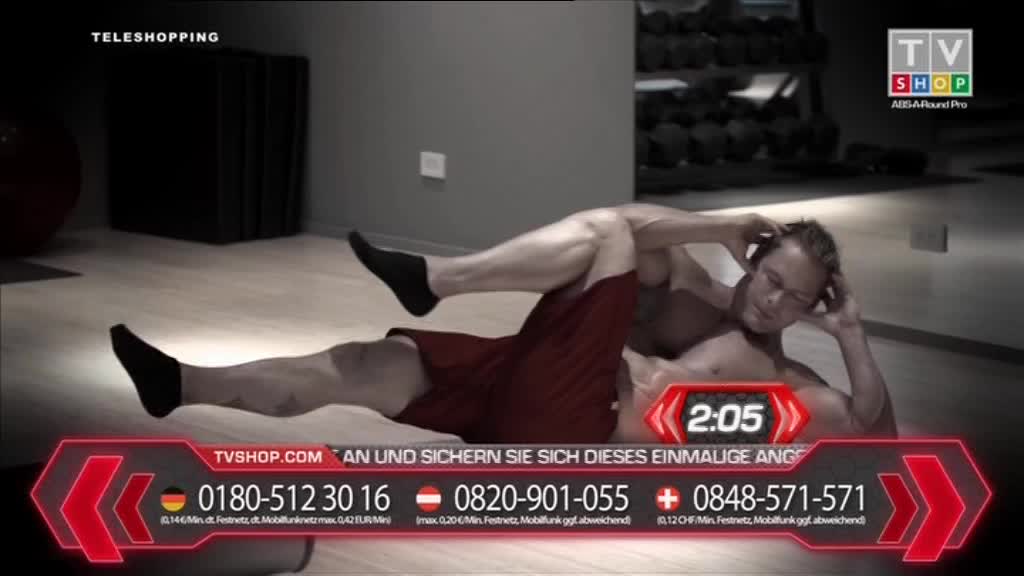 TELESHOPPING
TV
SHOP
ABS-A-Round Pro
2:05
TVSHOP.COM
AN UND SICHERN SIE SICH DIESES EINMALIGE
0180-512 30 16
(0,14 €/Min. dt. Festnetz, dt. Mobilfunknetz max. 0,42 EUR/Min)
0820-901-055
(max. 0,20 €/Min. Festnetz, Mobilfunk ggf. abweichend)
0848-571-571
(0,12 CHF/Min. Festnetz, Mobilfunk ggf. abweichend)